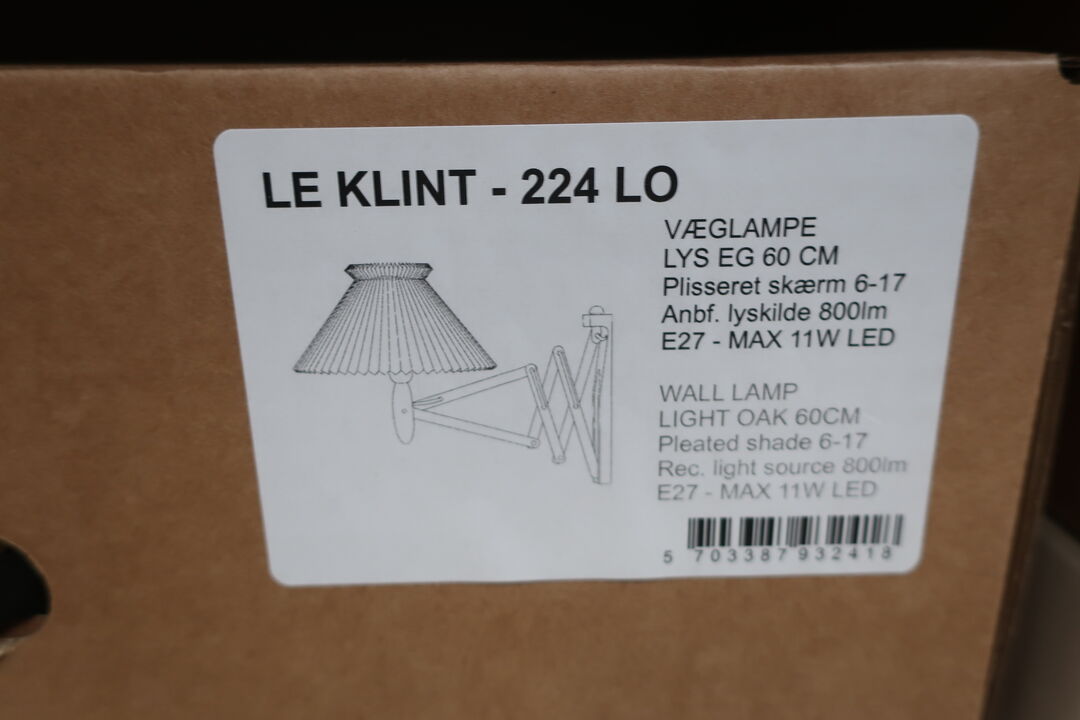 LE KLINT - 224 LO
VÆGLAMPE
LYS EG 60 CM
Plisseret skærm 6-17
Anbf. lyskilde 800lm
E27 - MAX 11W LED
WALL LAMP
LIGHT OAK 60CM
Pleated shade 6-17
Rec. light source 800lm
E27 - MAX 11W LED
5 703387 932418